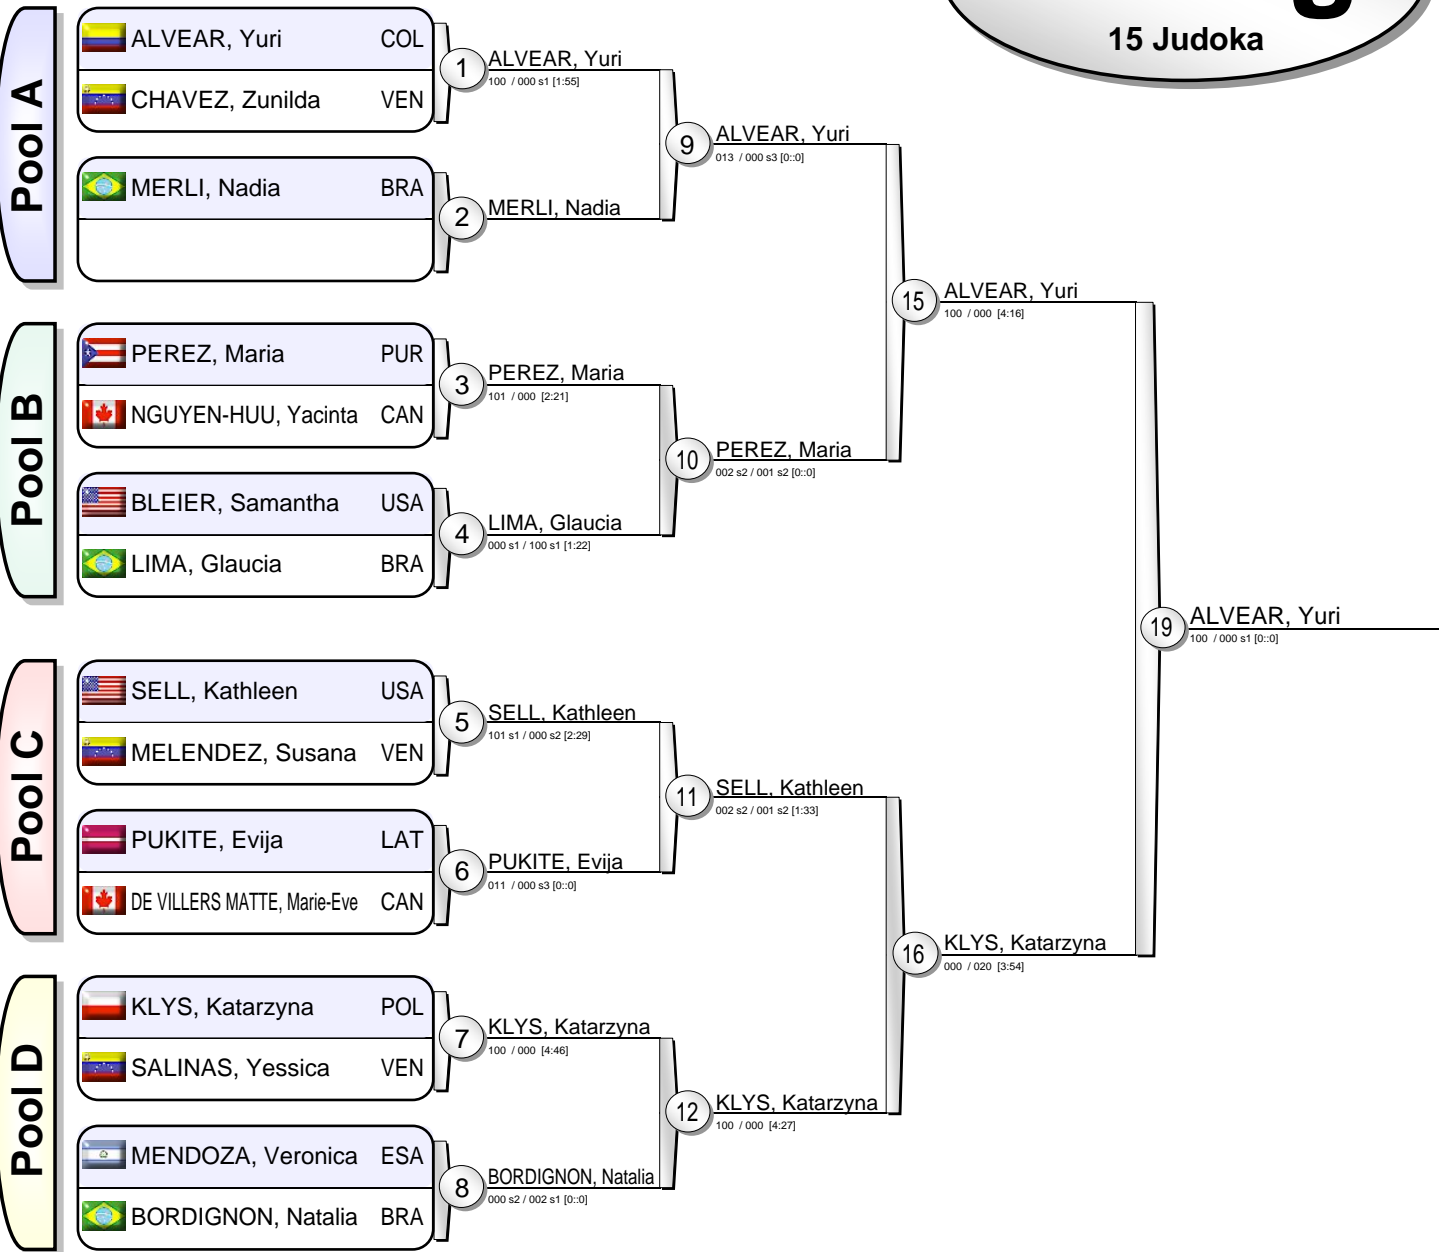 15 Judoka
Pool A
ALVEAR, Yuri COL
CHAVEZ, Zunilda VEN
MERLI, Nadia BRA
1
ALVEAR, Yuri
100 / 000 s1 [1:55]
2
MERLI, Nadia
9
ALVEAR, Yuri
013 / 000 s3 [0::0]
Pool B
PEREZ, Maria PUR
NGUYEN-HUU, Yacinta CAN
BLEIER, Samantha USA
LIMA, Glaucia BRA
3
PEREZ, Maria
101 / 000 [2:21]
4
LIMA, Glaucia
000 s1 / 100 s1 [1:22]
10
PEREZ, Maria
002 s2 / 001 s2 [0::0]
15
ALVEAR, Yuri
100 / 000 [4:16]
Pool C
SELL, Kathleen USA
MELENDEZ, Susana VEN
PUKITE, Evija LAT
DE VILLERS MATTE, Marie-Eve CAN
5
SELL, Kathleen
101 s1 / 000 s2 [2:29]
6
PUKITE, Evija
011 / 000 s3 [0::0]
11
SELL, Kathleen
002 s2 / 001 s2 [1:33]
Pool D
KLYS, Katarzyna POL
SALINAS, Yessica VEN
MENDOZA, Veronica ESA
BORDIGNON, Natalia BRA
7
KLYS, Katarzyna
100 / 000 [4:46]
8
BORDIGNON, Natalia
000 s2 / 002 s1 [0::0]
12
KLYS, Katarzyna
100 / 000 [4:27]
16
KLYS, Katarzyna
000 / 020 [3:54]
19
ALVEAR, Yuri
100 / 000 s1 [0::0]